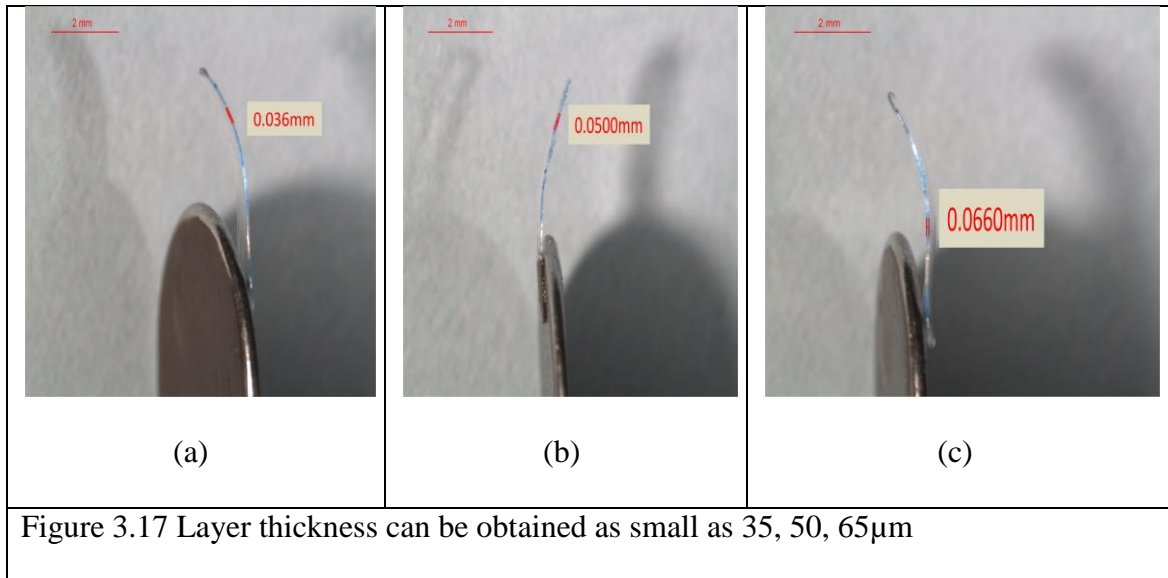 2 mm
0.036mm
2 mm
0.0500mm
2 mm
0.0660mm
(a)
(b)
(c)
Figure 3.17 Layer thickness can be obtained as small as 35, 50, 65µm